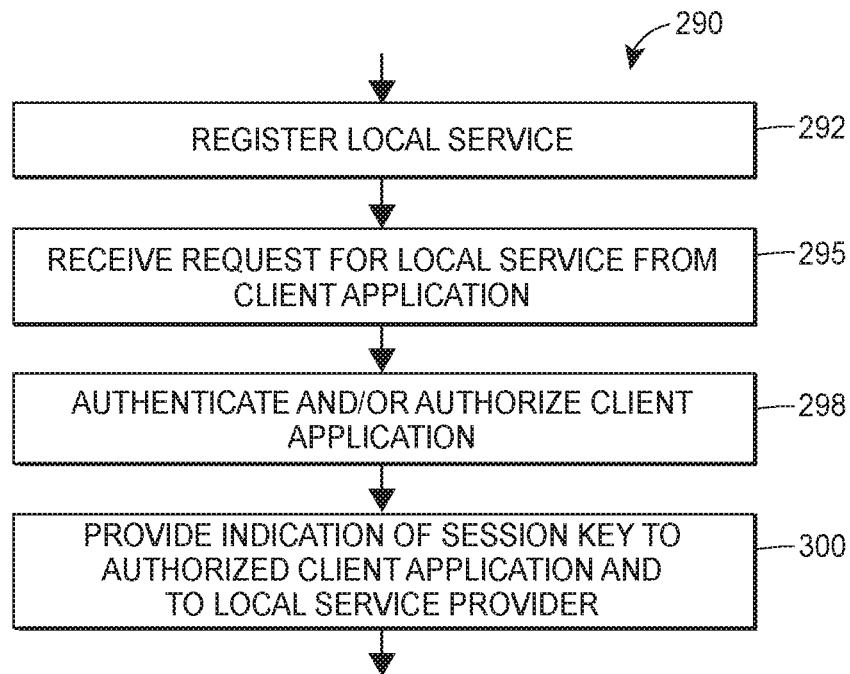 290
REGISTER LOCAL SERVICE
292
RECEIVE REQUEST FOR LOCAL SERVICE FROM
CLIENT APPLICATION
295
AUTHENTICATE AND/OR AUTHORIZE CLIENT
APPLICATION
298
PROVIDE INDICATION OF SESSION KEY TO
AUTHORIZED CLIENT APPLICATION AND
TO LOCAL SERVICE PROVIDER
300